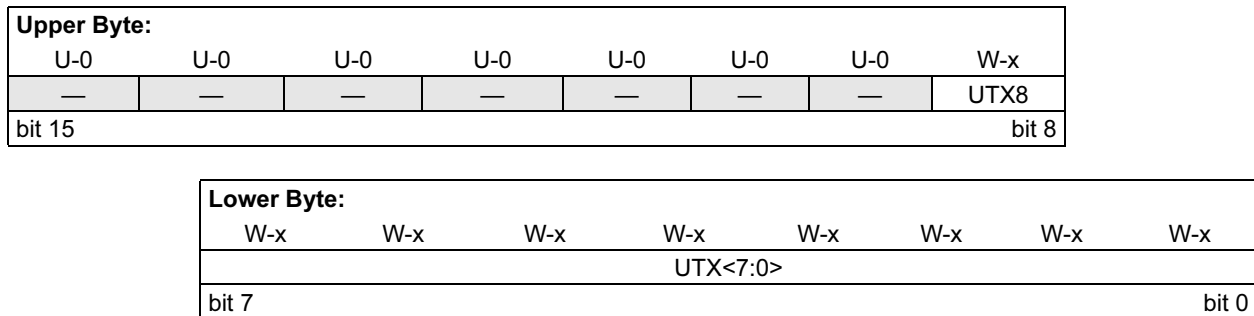 Upper Byte:
U-0 U-0 U-0 U-0 U-0 U-0 U-0 W-x
— — — — — — — UTX8
bit 15 bit 8
Lower Byte:
W-x W-x W-x W-x W-x W-x W-x W-x
UTX<7:0>
bit 7 bit 0